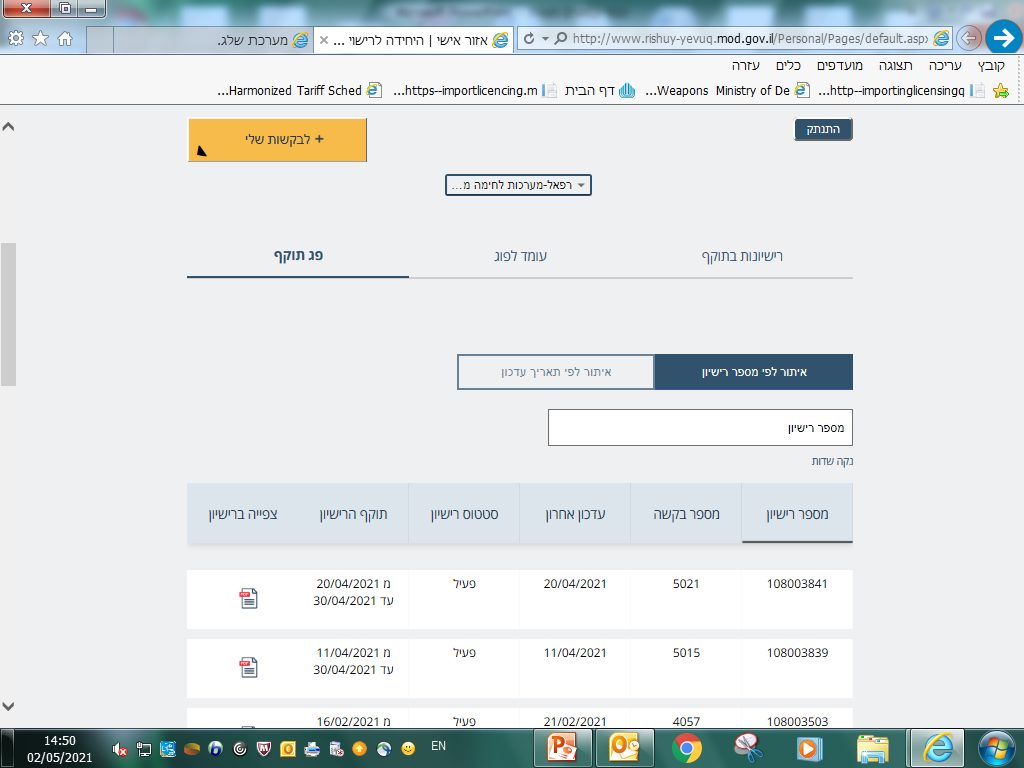 http://www.rishuy-yevuq.mod.gov.il/Personal/Pages/default.aspx
אזור אישי | היחידה לרישוי ...
מערכת שלג.
קובץ עריכה תצוגה מועדפים כלים עזרה
http--importinglicensingq...
Weapons Ministry of De...
דף הבית
https--importlicencing.m...
Harmonized Tariff Sched...
התנתק
+ לבקשות שלי
רפאל-מערכות לחימה מ...
רישיונות בתוקף
עומד לפוג
פג תוקף
איתור לפי מספר רישיון
איתור לפי תאריך עדכון
מספר רישיון
נקה שדות
מספר רישיון מספר בקשה עדכון אחרון סטטוס רישיון תוקף הרישיון צפייה ברישיון
108003841 5021 20/04/2021 פעיל מ 20/04/2021
עד 30/04/2021
PDF
108003839 5015 11/04/2021 פעיל מ 11/04/2021
עד 30/04/2021
PDF
108003503 4057 21/02/2021 פעיל מ 16/02/2021
EN
14:50
02/05/2021